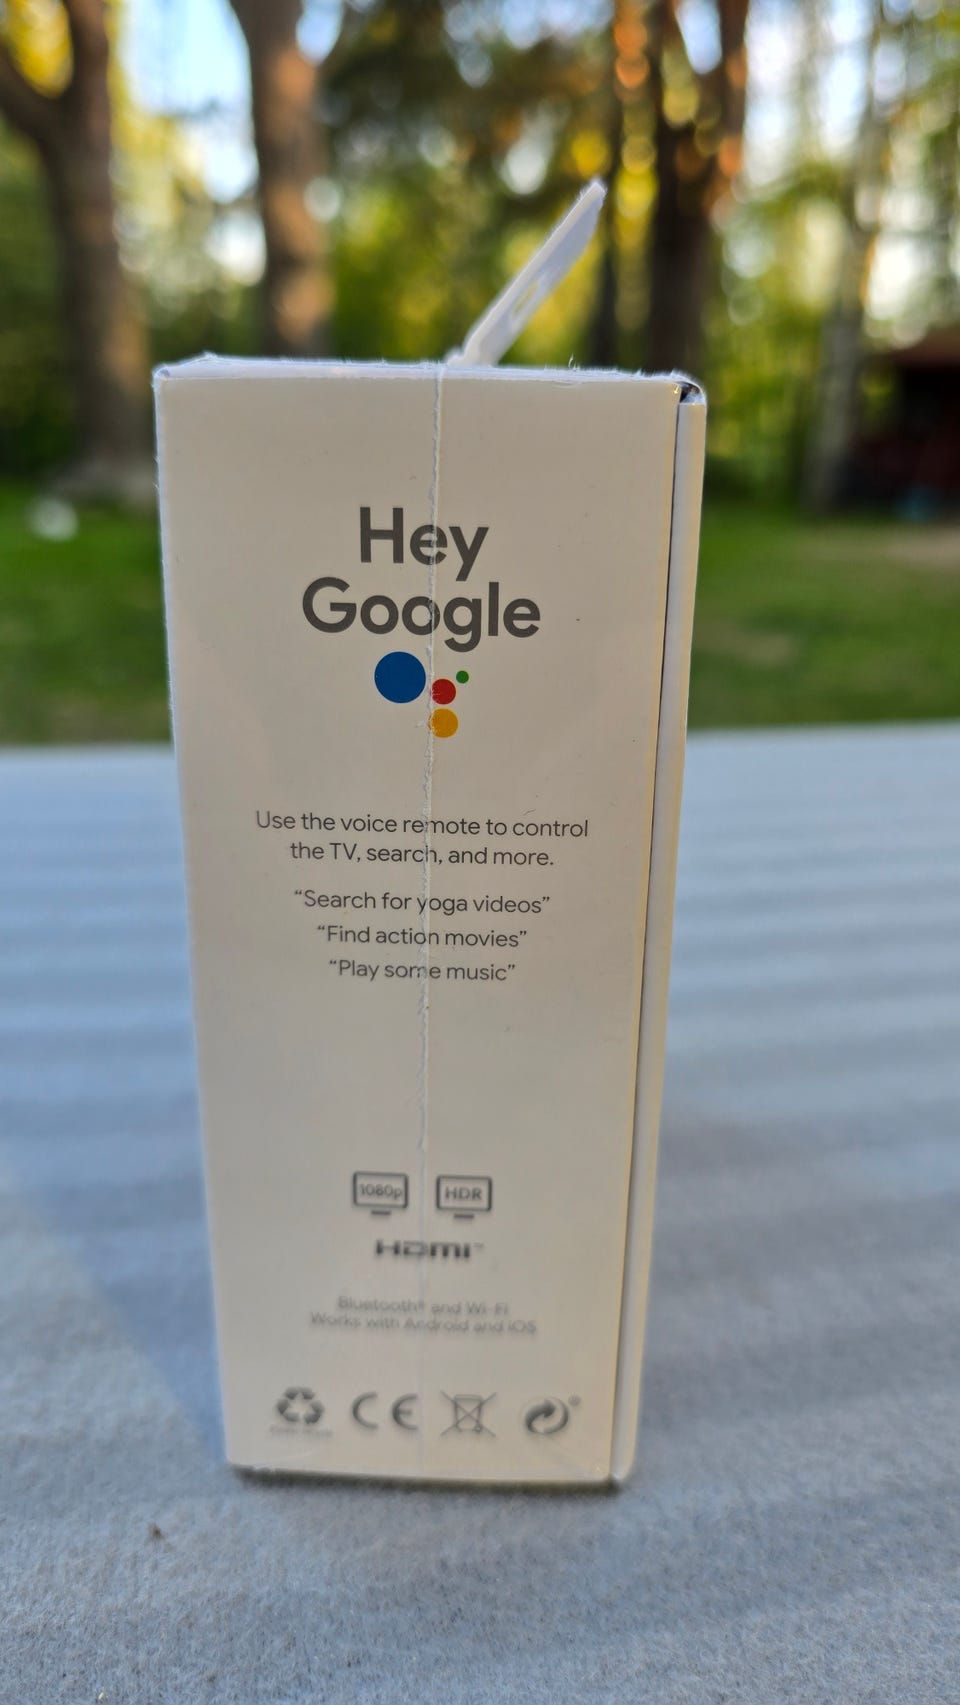 Hey
Google
Use the voice remote to control
the TV, search, and more.
“Search for yoga videos”
“Find action movies”
“Play some music”
1080p HDR
HDMI™
Bluetooth® and Wi-Fi
Works with Android and iOS
CE